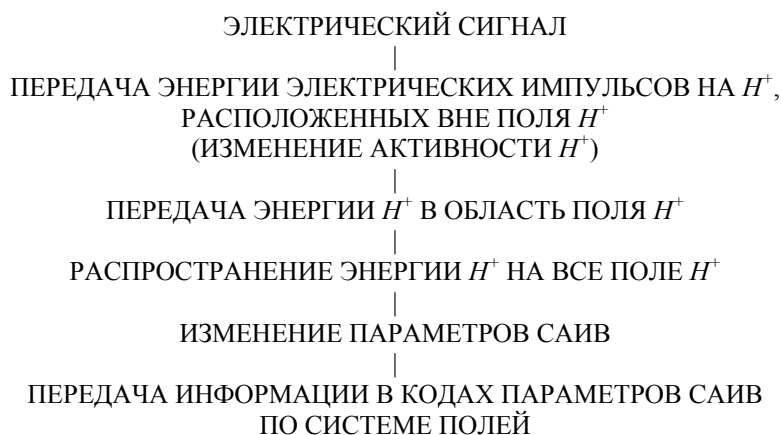 ЭЛЕКТРИЧЕСКИЙ СИГНАЛ
|
ПЕРЕДАЧА ЭНЕРГИИ ЭЛЕКТРИЧЕСКИХ ИМПУЛЬСОВ НА H⁺,
РАСПОЛОЖЕННЫХ ВНЕ ПОЛЯ H⁺
(ИЗМЕНЕНИЕ АКТИВНОСТИ H⁺)
|
ПЕРЕДАЧА ЭНЕРГИИ H⁺ В ОБЛАСТЬ ПОЛЯ H⁺
|
РАСПРОСТРАНЕНИЕ ЭНЕРГИИ H⁺ НА ВСЕ ПОЛЕ H⁺
|
ИЗМЕНЕНИЕ ПАРАМЕТРОВ САИВ
|
ПЕРЕДАЧА ИНФОРМАЦИИ В КОДАХ ПАРАМЕТРОВ САИВ
ПО СИСТЕМЕ ПОЛЕЙ